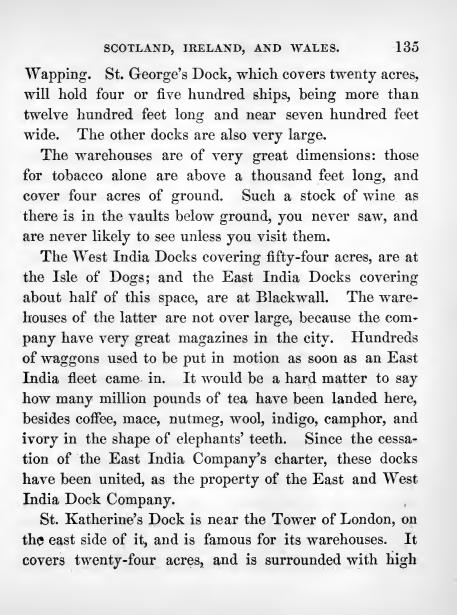 SCOTLAND, IRELAND, AND WALES. 135
Wapping. St. George's Dock, which covers twenty acres,
will hold four or five hundred ships, being more than
twelve hundred feet long and near seven hundred feet
wide. The other docks are also very large.
The warehouses are of very great dimensions: those
for tobacco alone are above a thousand feet long, and
cover four acres of ground. Such a stock of wine as
there is in the vaults below ground, you never saw, and
are never likely to see unless you visit them.
The West India Docks covering fifty-four acres, are at
the Isle of Dogs; and the East India Docks covering
about half of this space, are at Blackwall. The ware-
houses of the latter are not over large, because the com-
pany have very great magazines in the city. Hundreds
of waggons used to be put in motion as soon as an East
India fleet came in. It would be a hard matter to say
how many million pounds of tea have been landed here,
besides coffee, mace, nutmeg, wool, indigo, camphor, and
ivory in the shape of elephants' teeth. Since the cessa-
tion of the East India Company's charter, these docks
have been united, as the property of the East and West
India Dock Company.
St. Katherine's Dock is near the Tower of London, on
the east side of it, and is famous for its warehouses. It
covers twenty-four acres, and is surrounded with high